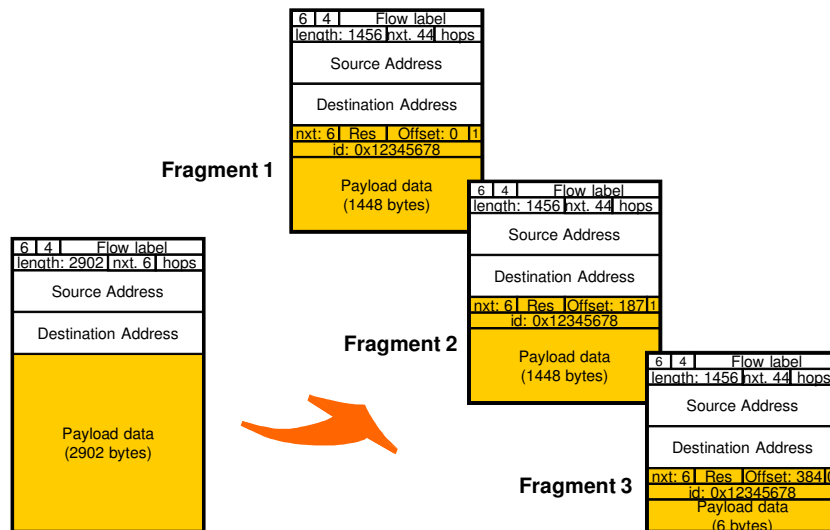 6 4 Flow label
length: 1456 nxt. 44 hops
Source Address
Destination Address
nxt: 6 Res Offset: 0 1
id: 0x12345678
Payload data
(1448 bytes)
Fragment 1
6 4 Flow label
length: 1456 nxt. 44 hops
Source Address
Destination Address
nxt: 6 Res Offset: 187 1
id: 0x12345678
Payload data
(1448 bytes)
Fragment 2
6 4 Flow label
length: 2902 nxt. 6 hops
Source Address
Destination Address
Payload data
(2902 bytes)
6 4 Flow label
length: 1456 nxt. 44 hops
Source Address
Destination Address
nxt: 6 Res Offset: 384 0
id: 0x12345678
Payload data
(6 bytes)
Fragment 3